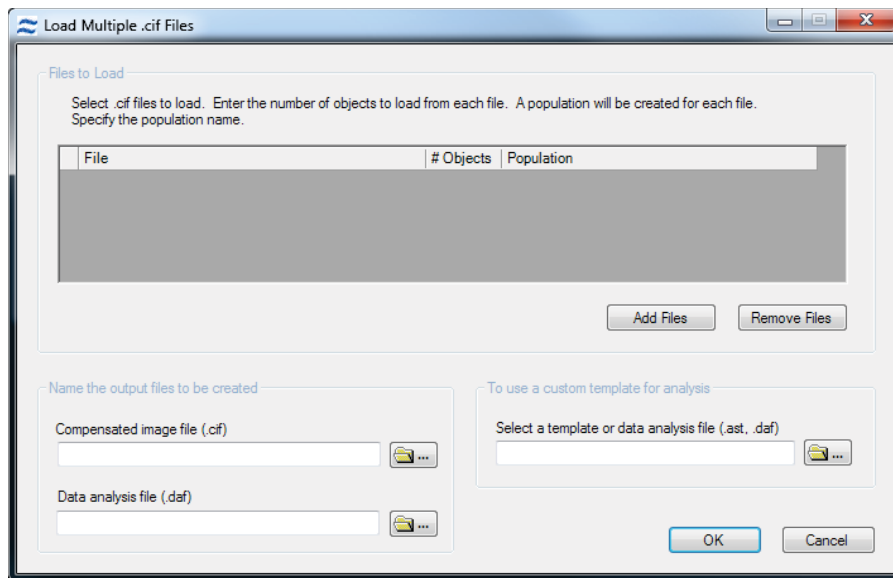 Load Multiple .cif Files
Files to Load
Select .cif files to load. Enter the number of objects to load from each file. A population will be created for each file.
Specify the population name.
File # Objects Population
Add Files Remove Files
Name the output files to be created
Compensated image file (.cif)
...
Data analysis file (.daf)
...
To use a custom template for analysis
Select a template or data analysis file (.ast, .daf)
...
OK Cancel